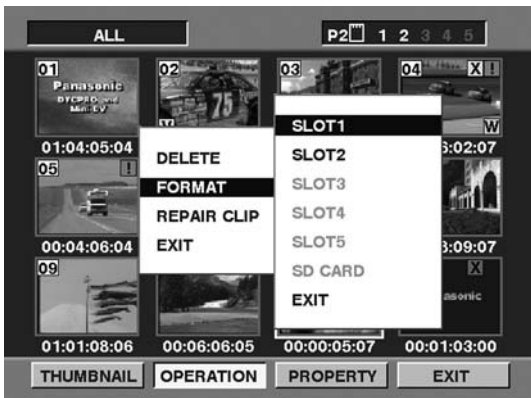 ALL
P2 1 2 3 4 5
01
Panasonic
DVCPRO and
Mini-DV
02
75
03
04
X !
W
01:04:05:04
:02:07
DELETE
FORMAT
REPAIR CLIP
EXIT
SLOT1
SLOT2
SLOT3
SLOT4
SLOT5
SD CARD
EXIT
05
!
00:04:06:04
:09:07
09
X
asonic
01:01:08:06
00:06:06:05
00:00:05:07
00:01:03:00
THUMBNAIL
OPERATION
PROPERTY
EXIT